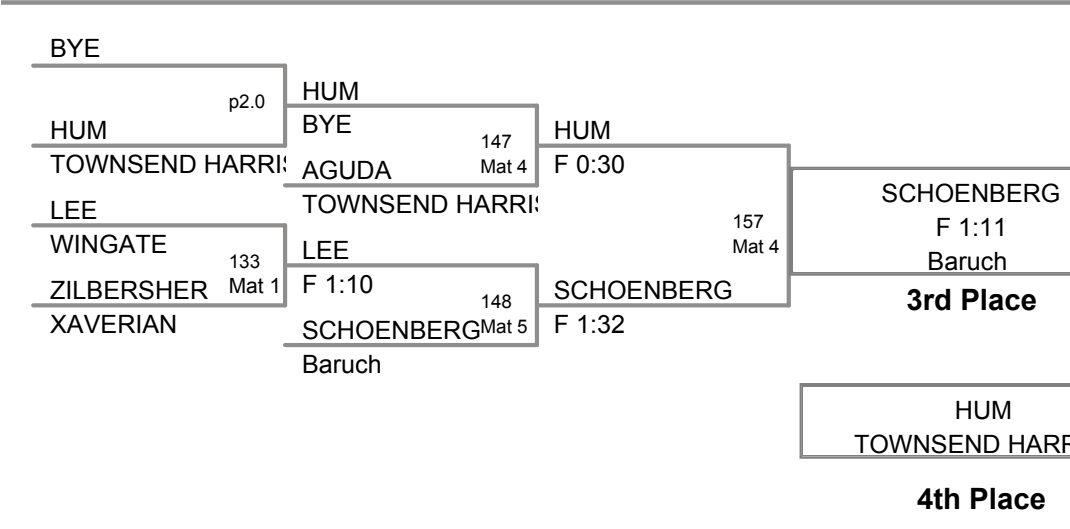 BYE
p2.0
HUM
TOWNSEND HARRIS
LEE
WINGATE
133
Mat 1
ZILBERSHER
XAVERIAN
HUM
BYE
147
Mat 4
AGUDA
TOWNSEND HARRIS
LEE
F 1:10
148
Mat 5
SCHOENBERG
Baruch
HUM
F 0:30
157
Mat 4
SCHOENBERG
F 1:32
SCHOENBERG
F 1:11
Baruch
3rd Place
HUM
TOWNSEND HARR
4th Place